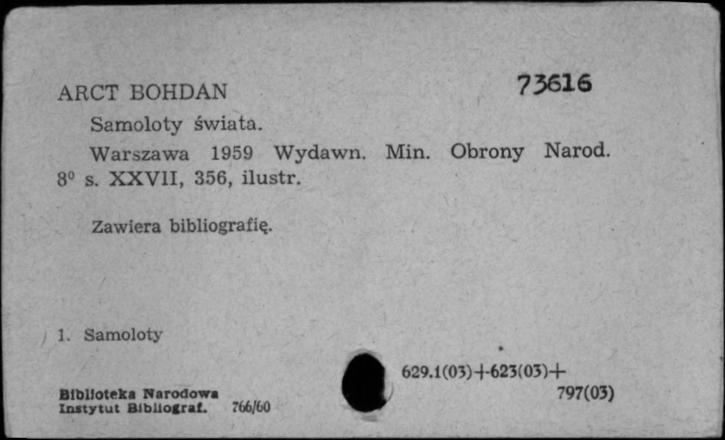 ARCT BOHDAN 73616
Samoloty świata.
Warszawa 1959 Wydawn. Min. Obrony Narod.
8⁰ s. XXVII, 356, ilustr.
Zawiera bibliografię.
1. Samoloty
629.1(03)+623(03)+
797(03)
Biblioteka Narodowa
Instytut Bibliograf. 766/60